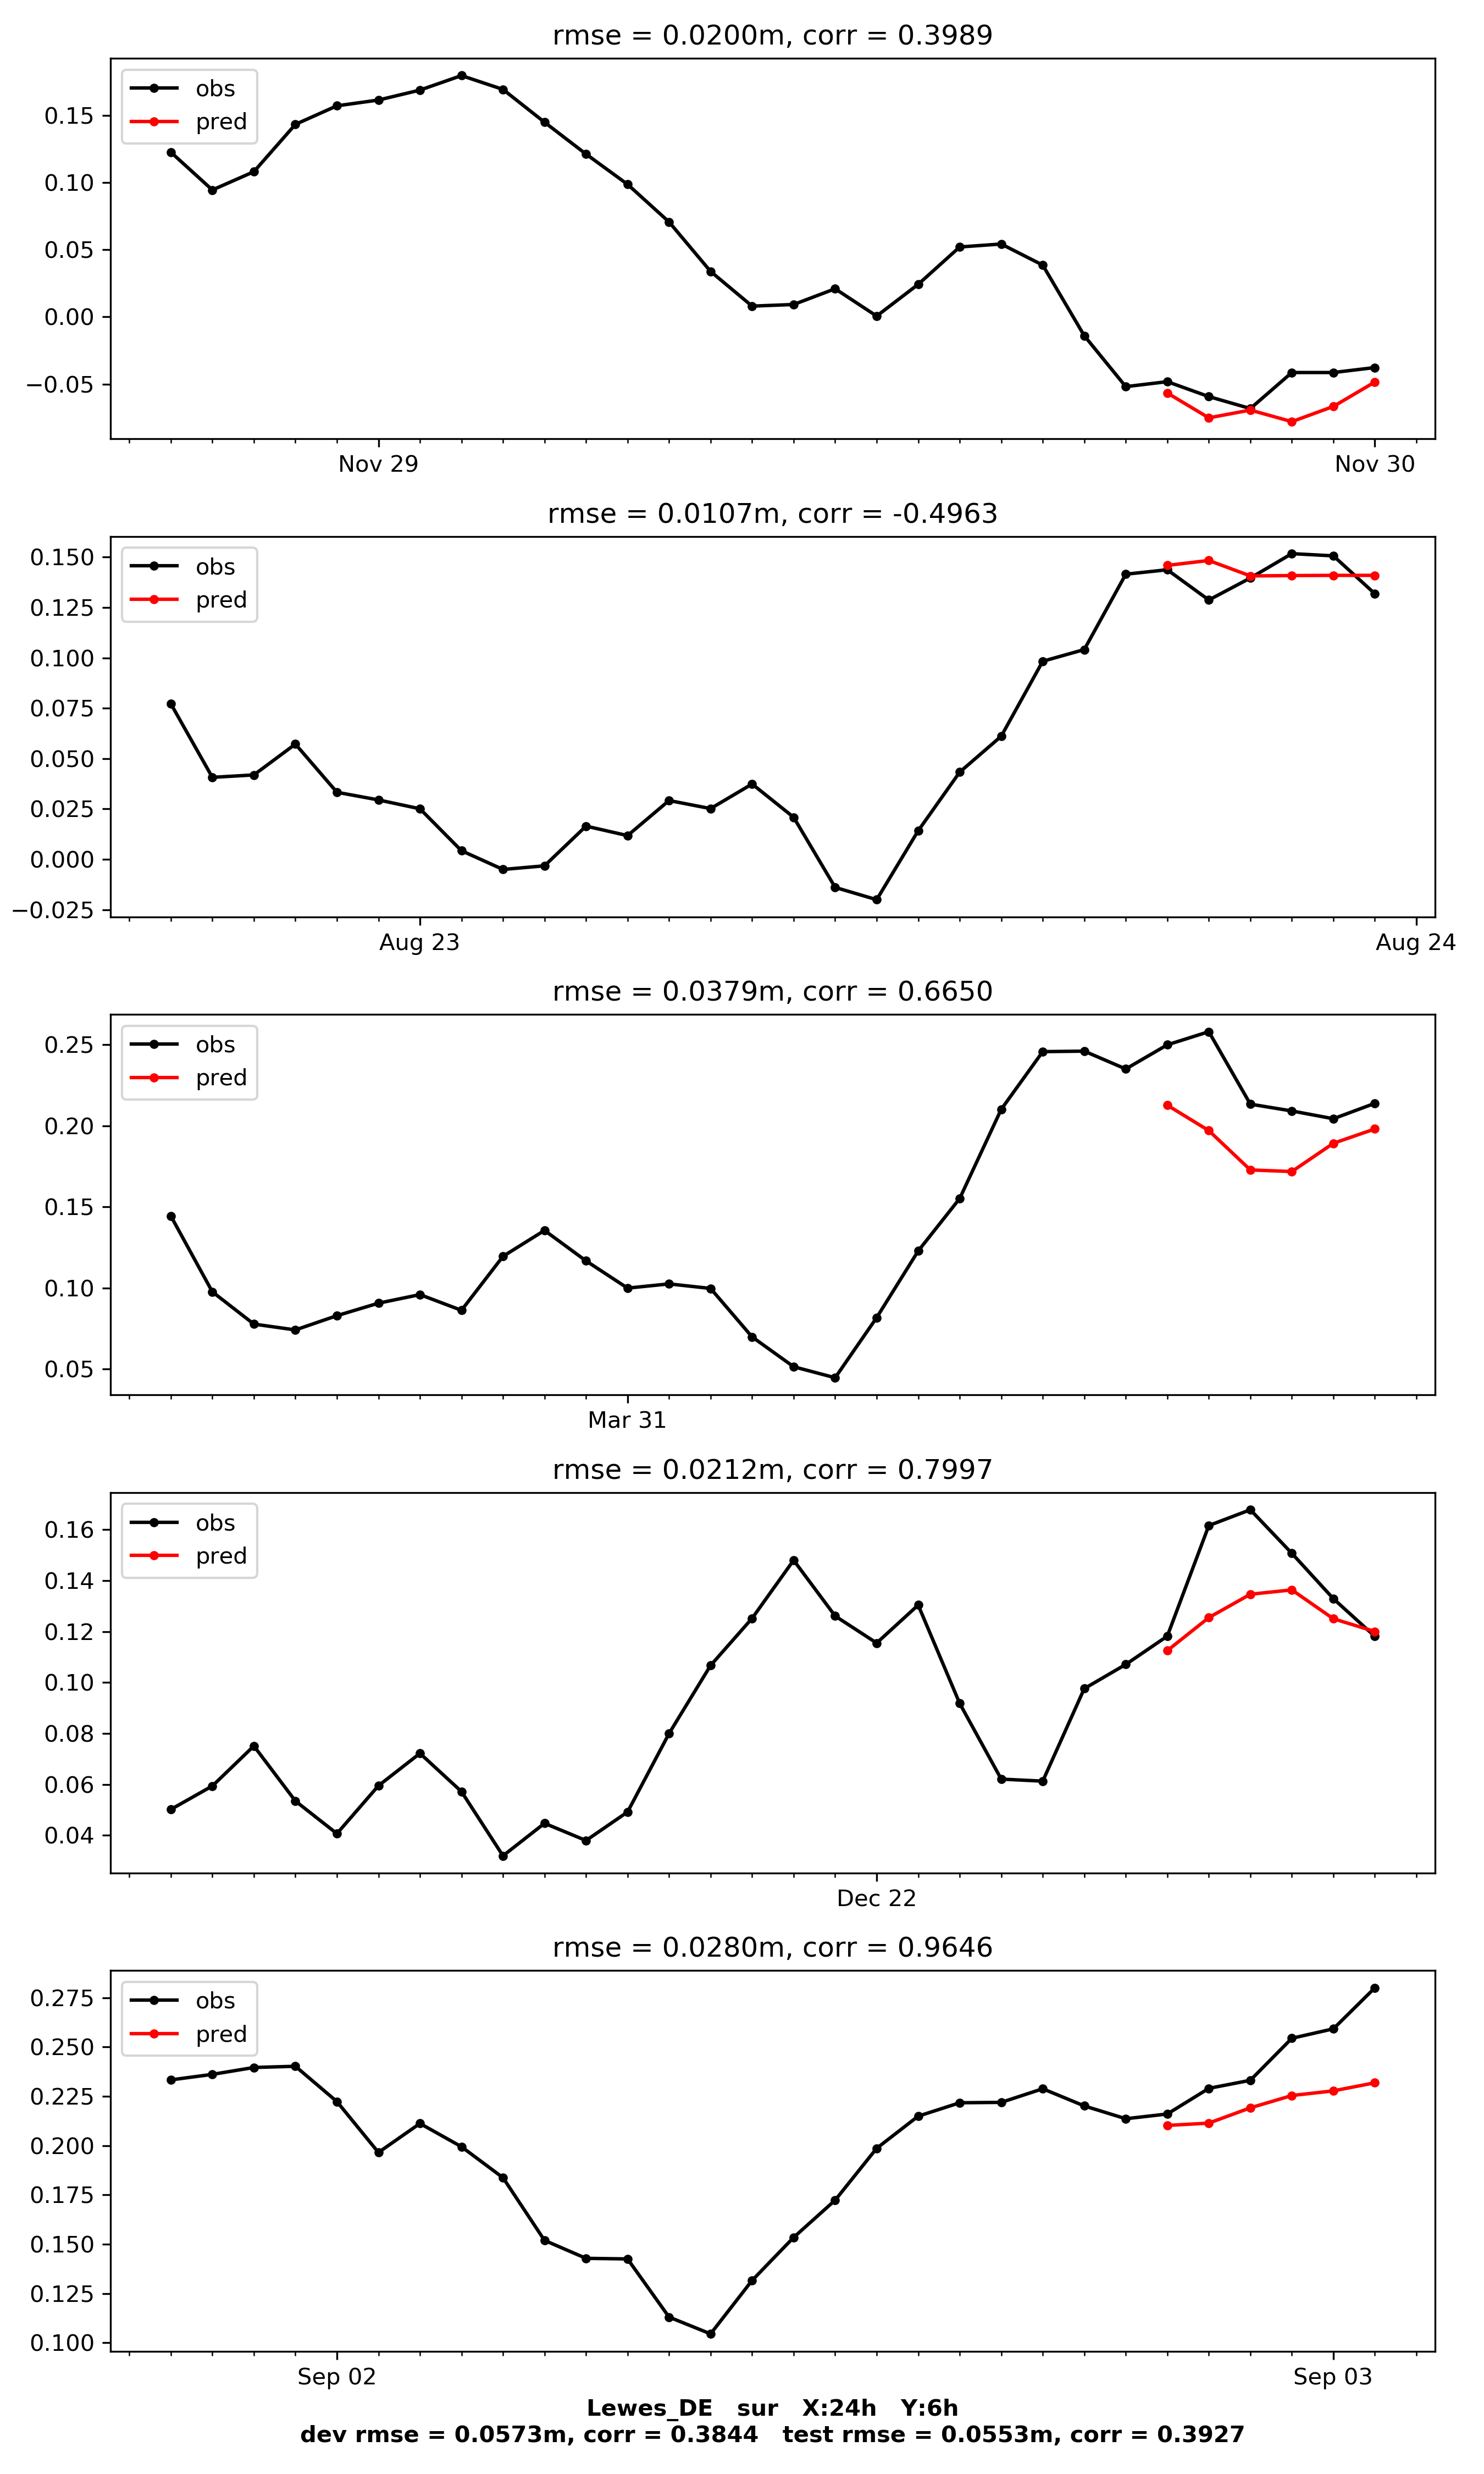 rmse = 0.0200m, corr = 0.3989
obs
pred
0.15
0.10
0.05
0.00
−0.05
Nov 29 Nov 30
rmse = 0.0107m, corr = -0.4963
obs
pred
0.150
0.125
0.100
0.075
0.050
0.025
0.000
−0.025
Aug 23 Aug 24
rmse = 0.0379m, corr = 0.6650
obs
pred
0.25
0.20
0.15
0.10
0.05
Mar 31
rmse = 0.0212m, corr = 0.7997
obs
pred
0.16
0.14
0.12
0.10
0.08
0.06
0.04
Dec 22
rmse = 0.0280m, corr = 0.9646
obs
pred
0.275
0.250
0.225
0.200
0.175
0.150
0.125
0.100
Sep 02 Sep 03
Lewes_DE sur X:24h Y:6h
dev rmse = 0.0573m, corr = 0.3844 test rmse = 0.0553m, corr = 0.3927